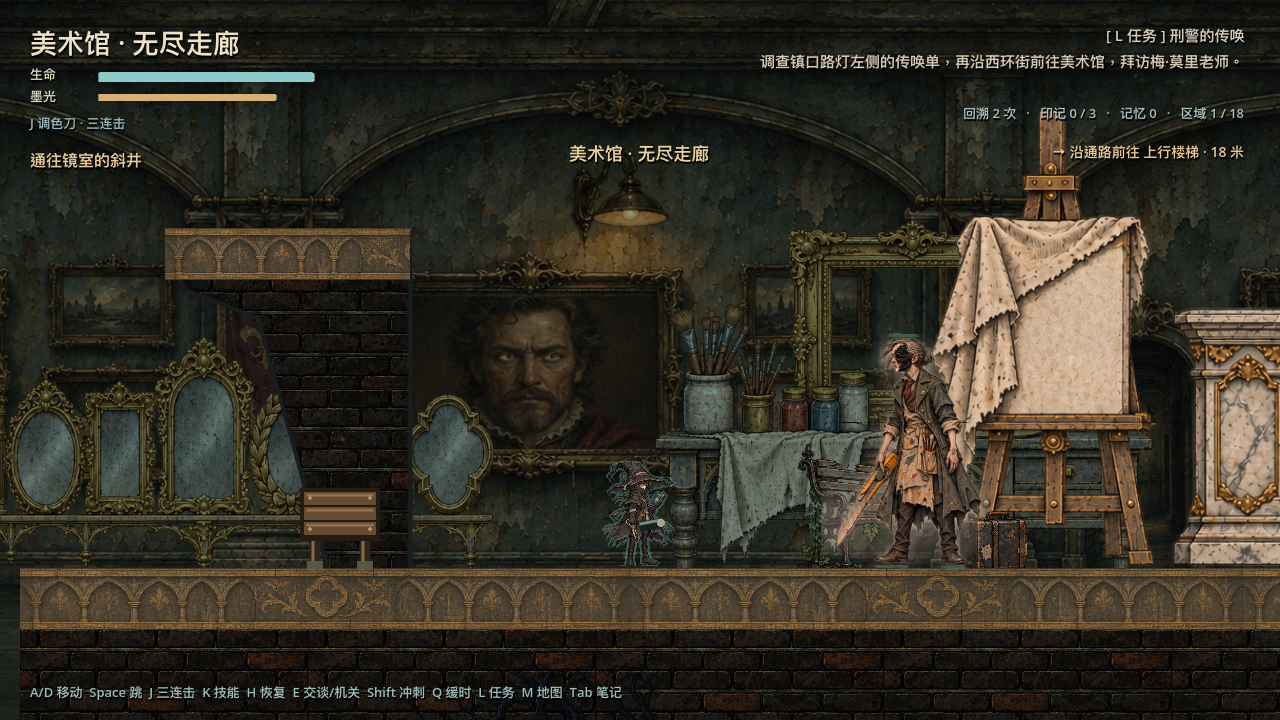 美术馆 · 无尽走廊
生命
墨光
J 调色刀 · 三连击
通往镜室的斜井
[ L 任务 ] 刑警的传唤
调查镇口路灯左侧的传唤单，再沿西环街前往美术馆，拜访梅·莫里老师。
回溯 2 次 · 印记 0 / 3 · 记忆 0 · 区域 1 / 18
→ 沿通路前往 上行楼梯 · 18 米
美术馆 · 无尽走廊
A/D 移动 Space 跳 J 三连击 K 技能 H 恢复 E 交谈/机关 Shift 冲刺 Q 缓时 L 任务 M 地图 Tab 笔记